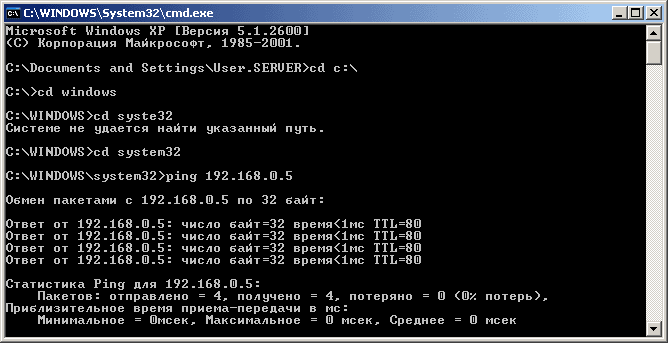 C:\WINDOWS\System32\cmd.exe
Microsoft Windows XP [Версия 5.1.2600]
(С) Корпорация Майкрософт, 1985-2001.
C:\Documents and Settings\User.SERVER>cd c:\
C:\>cd windows
C:\WINDOWS>cd syste32
Системе не удается найти указанный путь.
C:\WINDOWS>cd system32
C:\WINDOWS\system32>ping 192.168.0.5
Обмен пакетами с 192.168.0.5 по 32 байт:
Ответ от 192.168.0.5: число байт=32 время<1мс TTL=80
Ответ от 192.168.0.5: число байт=32 время<1мс TTL=80
Ответ от 192.168.0.5: число байт=32 время<1мс TTL=80
Ответ от 192.168.0.5: число байт=32 время<1мс TTL=80
Статистика Ping для 192.168.0.5:
Пакетов: отправлено = 4, получено = 4, потеряно = 0 (0% потерь),
Приблизительное время приема-передачи в мс:
Минимальное = 0мсек, Максимальное = 0 мсек, Среднее = 0 мсек